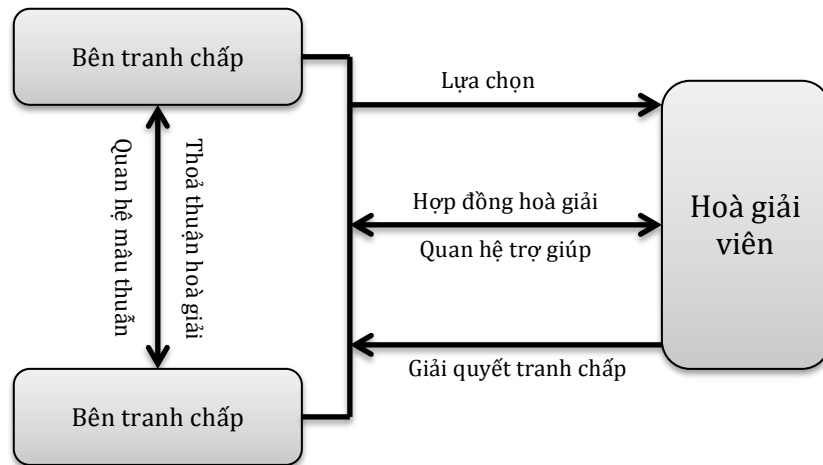 Bên tranh chấp
Lựa chọn
Quan hệ mâu thuẫn
Thoả thuận hoà giải
Hợp đồng hoà giải
Quan hệ trợ giúp
Hoà giải
viên
Giải quyết tranh chấp
Bên tranh chấp